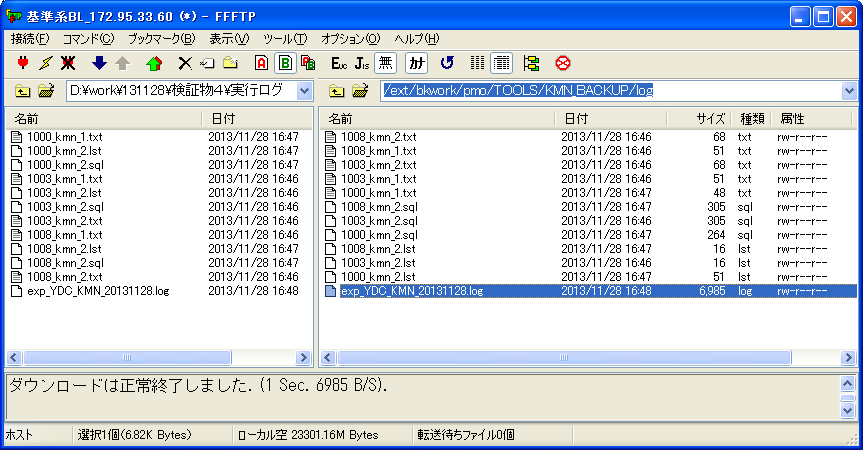 基準系BL_172.95.33.60 (*) - FFFTP
接続(F) コマンド(C) ブックマーク(B) 表示(V) ツール(T) オプション(O) ヘルプ(H)
A B B EUC JIS 無 カナ
D:¥work¥131128¥検証物4¥実行ログ
/ext/bkwork/pmo/TOOLS/KMN_BACKUP/log
名前 日付
1000_kmn_1.txt 2013/11/28 16:47
1000_kmn_2.lst 2013/11/28 16:47
1000_kmn_2.sql 2013/11/28 16:47
1003_kmn_1.txt 2013/11/28 16:47
1003_kmn_2.lst 2013/11/28 16:47
1003_kmn_2.sql 2013/11/28 16:47
1003_kmn_2.txt 2013/11/28 16:47
1008_kmn_1.txt 2013/11/28 16:47
1008_kmn_2.lst 2013/11/28 16:47
1008_kmn_2.sql 2013/11/28 16:47
1008_kmn_2.txt 2013/11/28 16:47
exp_YDC_KMN_20131128.log 2013/11/28 16:48
名前 日付 サイズ 種類 属性
1008_kmn_2.txt 2013/11/28 16:46 68 txt rw-r--r--
1008_kmn_1.txt 2013/11/28 16:46 51 txt rw-r--r--
1003_kmn_2.txt 2013/11/28 16:46 68 txt rw-r--r--
1003_kmn_1.txt 2013/11/28 16:46 51 txt rw-r--r--
1000_kmn_1.txt 2013/11/28 16:46 48 txt rw-r--r--
1008_kmn_2.sql 2013/11/28 16:46 305 sql rw-r--r--
1003_kmn_2.sql 2013/11/28 16:46 305 sql rw-r--r--
1000_kmn_2.sql 2013/11/28 16:46 264 sql rw-r--r--
1008_kmn_2.lst 2013/11/28 16:46 16 lst rw-r--r--
1003_kmn_2.lst 2013/11/28 16:46 16 lst rw-r--r--
1000_kmn_2.lst 2013/11/28 16:46 51 lst rw-r--r--
exp_YDC_KMN_20131128.log 2013/11/28 16:48 6,985 log rw-r--r--
ダウンロードは正常終了しました. (1 Sec. 6985 B/S).
ホスト 選択1個(6.82K Bytes) ローカル空 23301.16M Bytes 転送待ちファイル0個